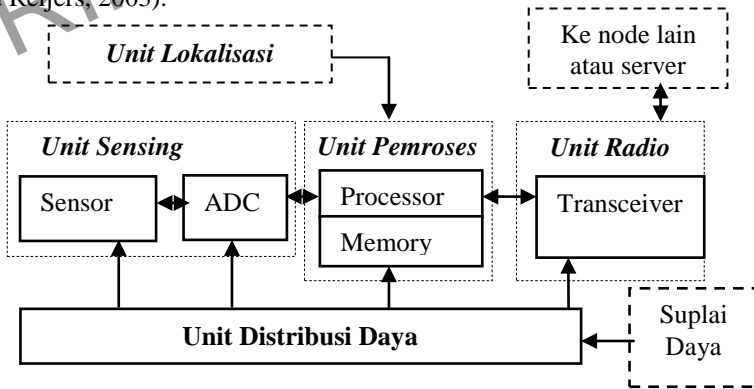 Reijers, 2003).
Unit Lokalisasi
Ke node lain
atau server
Unit Sensing
Unit Pemroses
Unit Radio
Sensor
ADC
Processor
Memory
Transceiver
Unit Distribusi Daya
Suplai
Daya